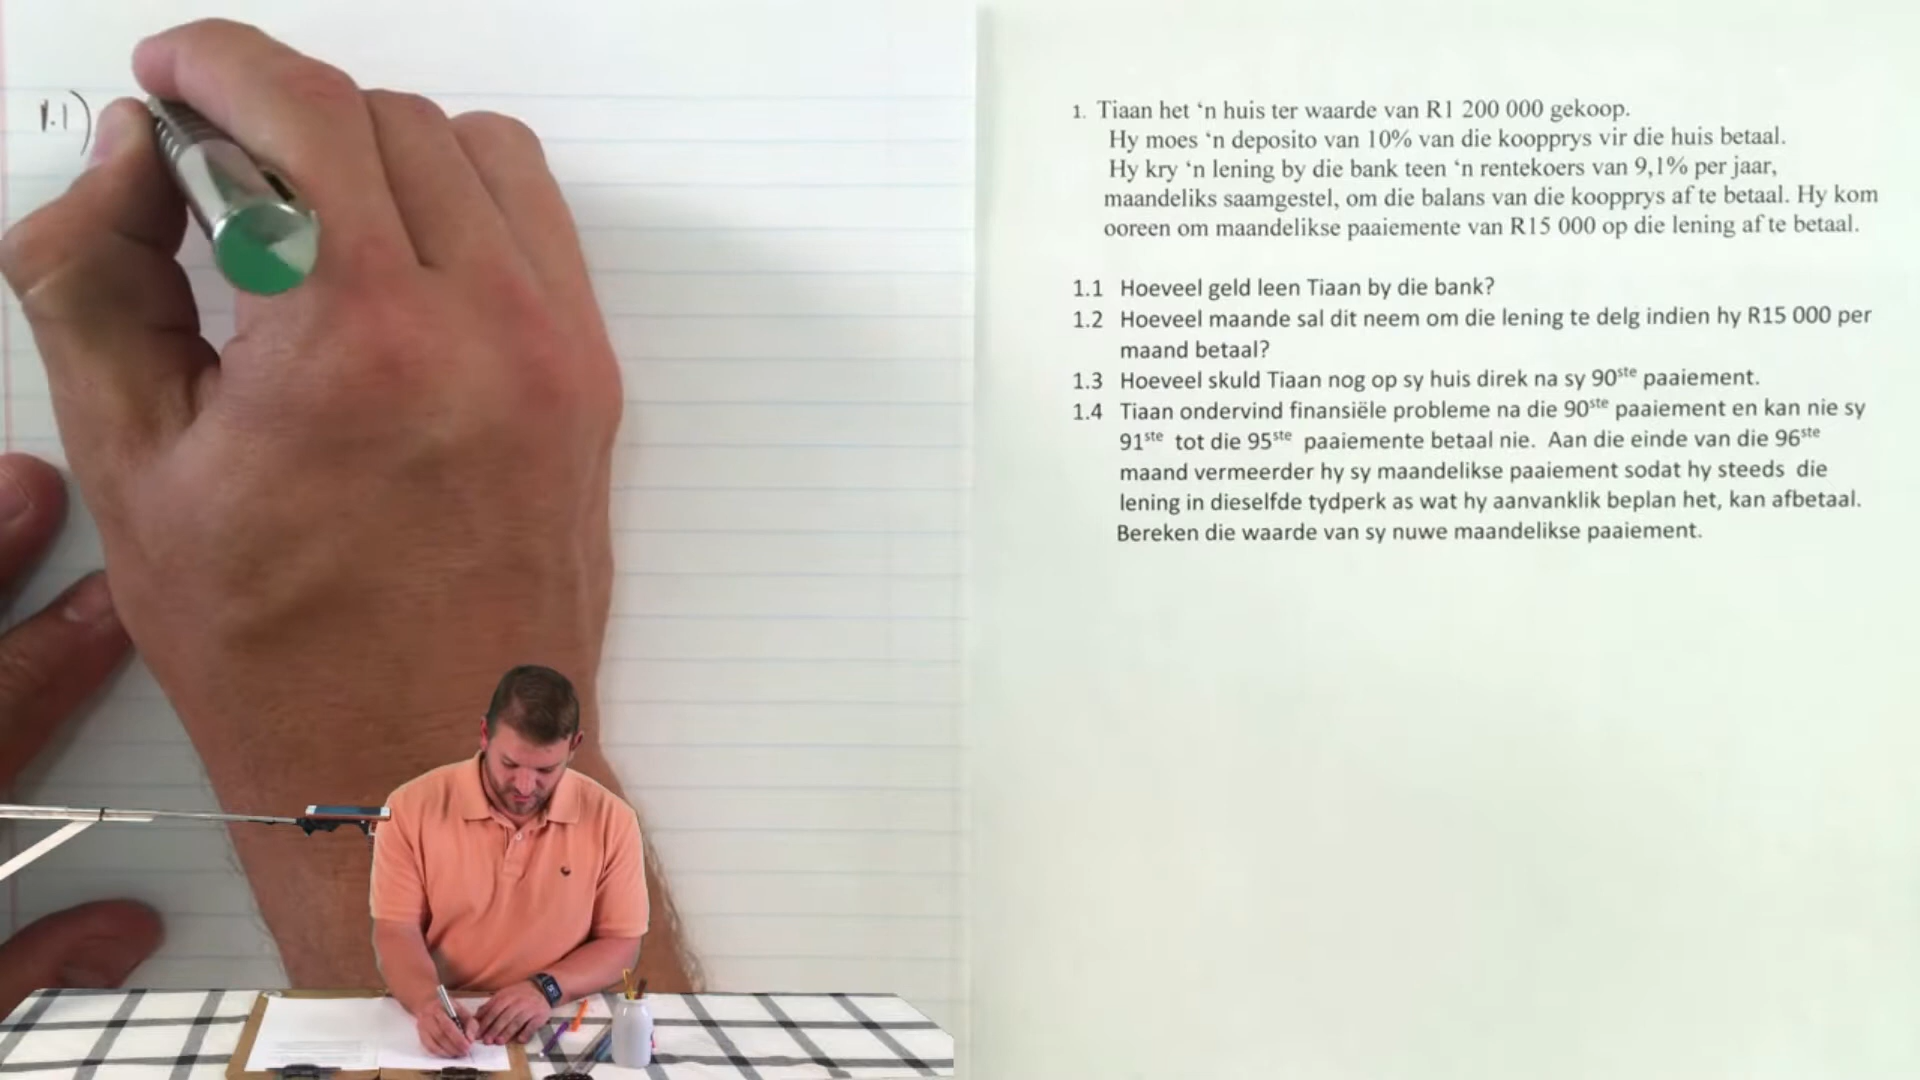 1.1)
1. Tiaan het ‘n huis ter waarde van R1 200 000 gekoop.
Hy moes ‘n deposito van 10% van die koopprys vir die huis betaal.
Hy kry ‘n lening by die bank teen ‘n rentekoers van 9,1% per jaar,
maandeliks saamgestel, om die balans van die koopprys af te betaal. Hy kom
ooreen om maandelikse paaiemente van R15 000 op die lening af te betaal.
1.1 Hoeveel geld leen Tiaan by die bank?
1.2 Hoeveel maande sal dit neem om die lening te delg indien hy R15 000 per
maand betaal?
1.3 Hoeveel skuld Tiaan nog op sy huis direk na sy 90ste paaiement.
1.4 Tiaan ondervind finansiële probleme na die 90ste paaiement en kan nie sy
91ste tot die 95ste paaiemente betaal nie. Aan die einde van die 96ste
maand vermeerder hy sy maandelikse paaiement sodat hy steeds die
lening in dieselfde tydperk as wat hy aanvanklik beplan het, kan afbetaal.
Bereken die waarde van sy nuwe maandelikse paaiement.